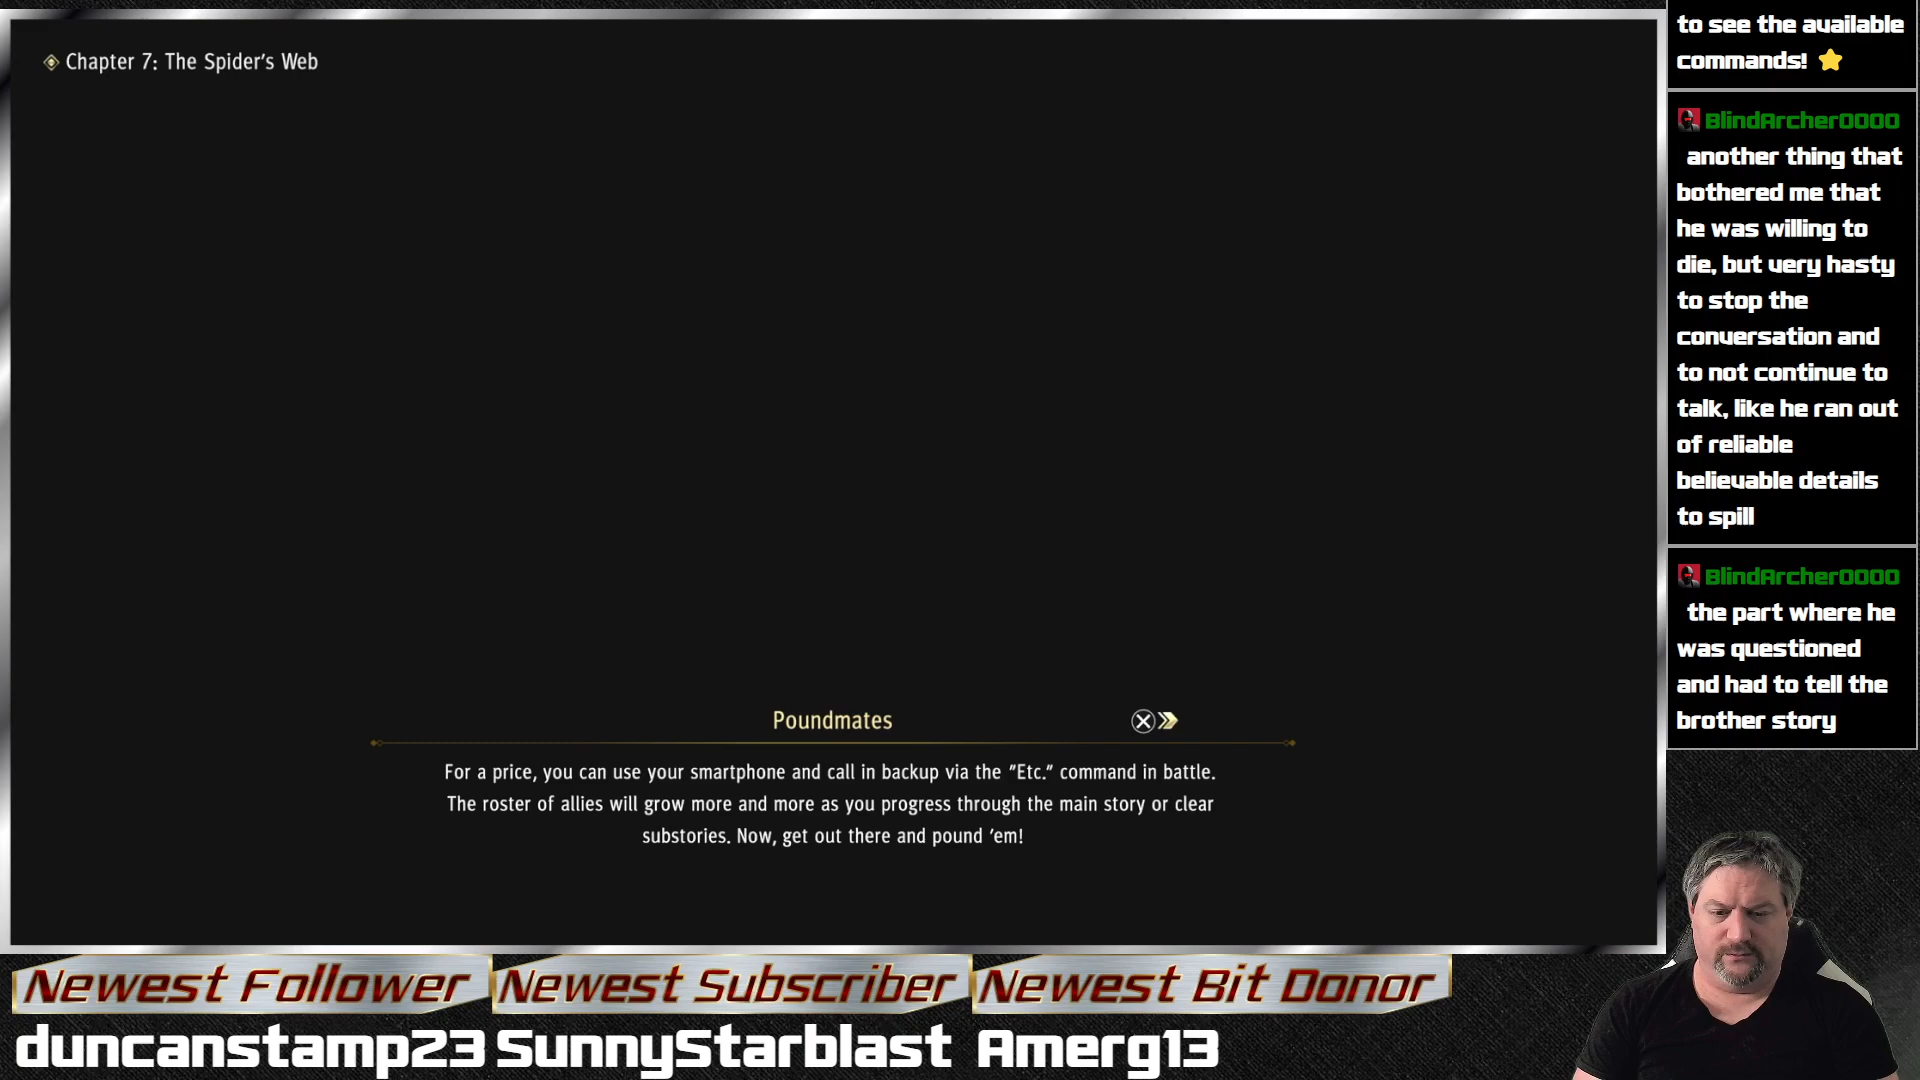 Chapter 7: The Spider's Web
Poundmates
For a price, you can use your smartphone and call in backup via the "Etc." command in battle.
The roster of allies will grow more and more as you progress through the main story or clear
substories. Now, get out there and pound 'em!
to see the available
commands!
BlindArcher0000
another thing that
bothered me that
he was willing to
die, but very hasty
to stop the
conversation and
to not continue to
talk, like he ran out
of reliable
believable details
to spill
BlindArcher0000
the part where he
was questioned
and had to tell the
brother story
Newest Follower
duncanstamp23
Newest Subscriber
SunnyStarblast
Newest Bit Donor
Amerg13